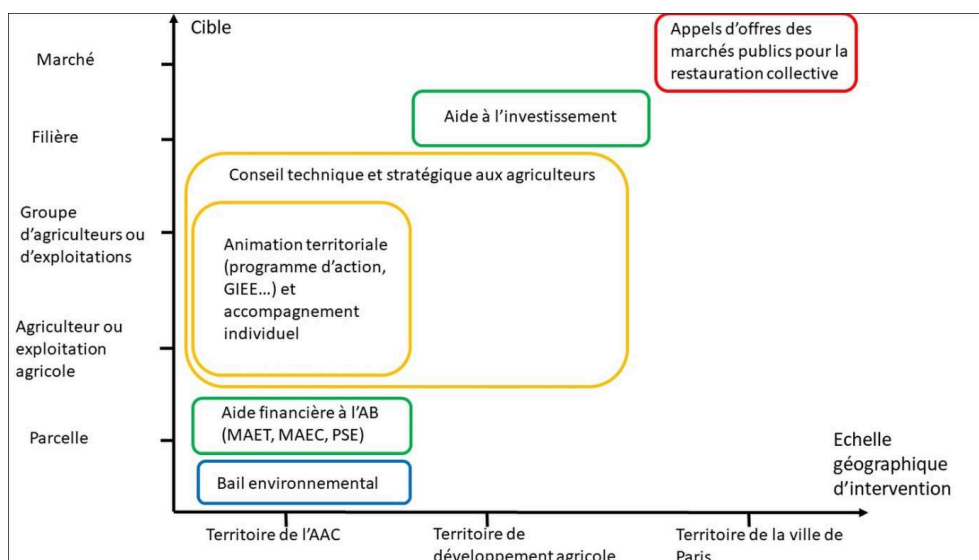 Cible
Appels d’offres des
marchés publics pour la
restauration collective
Marché
Aide à l’investissement
Filière
Conseil technique et stratégique aux agriculteurs
Groupe
d’agriculteurs ou
d’exploitations
Animation territoriale
(programme d’action,
GIEE…) et
accompagnement
individuel
Agriculteur ou
exploitation
agricole
Aide financière à l’AB
(MAET, MAEC, PSE)
Parcelle
Bail environnemental
Echelle
géographique
d’intervention
Territoire de l’AAC
Territoire de
développement agricole
Territoire de la ville de
Paris